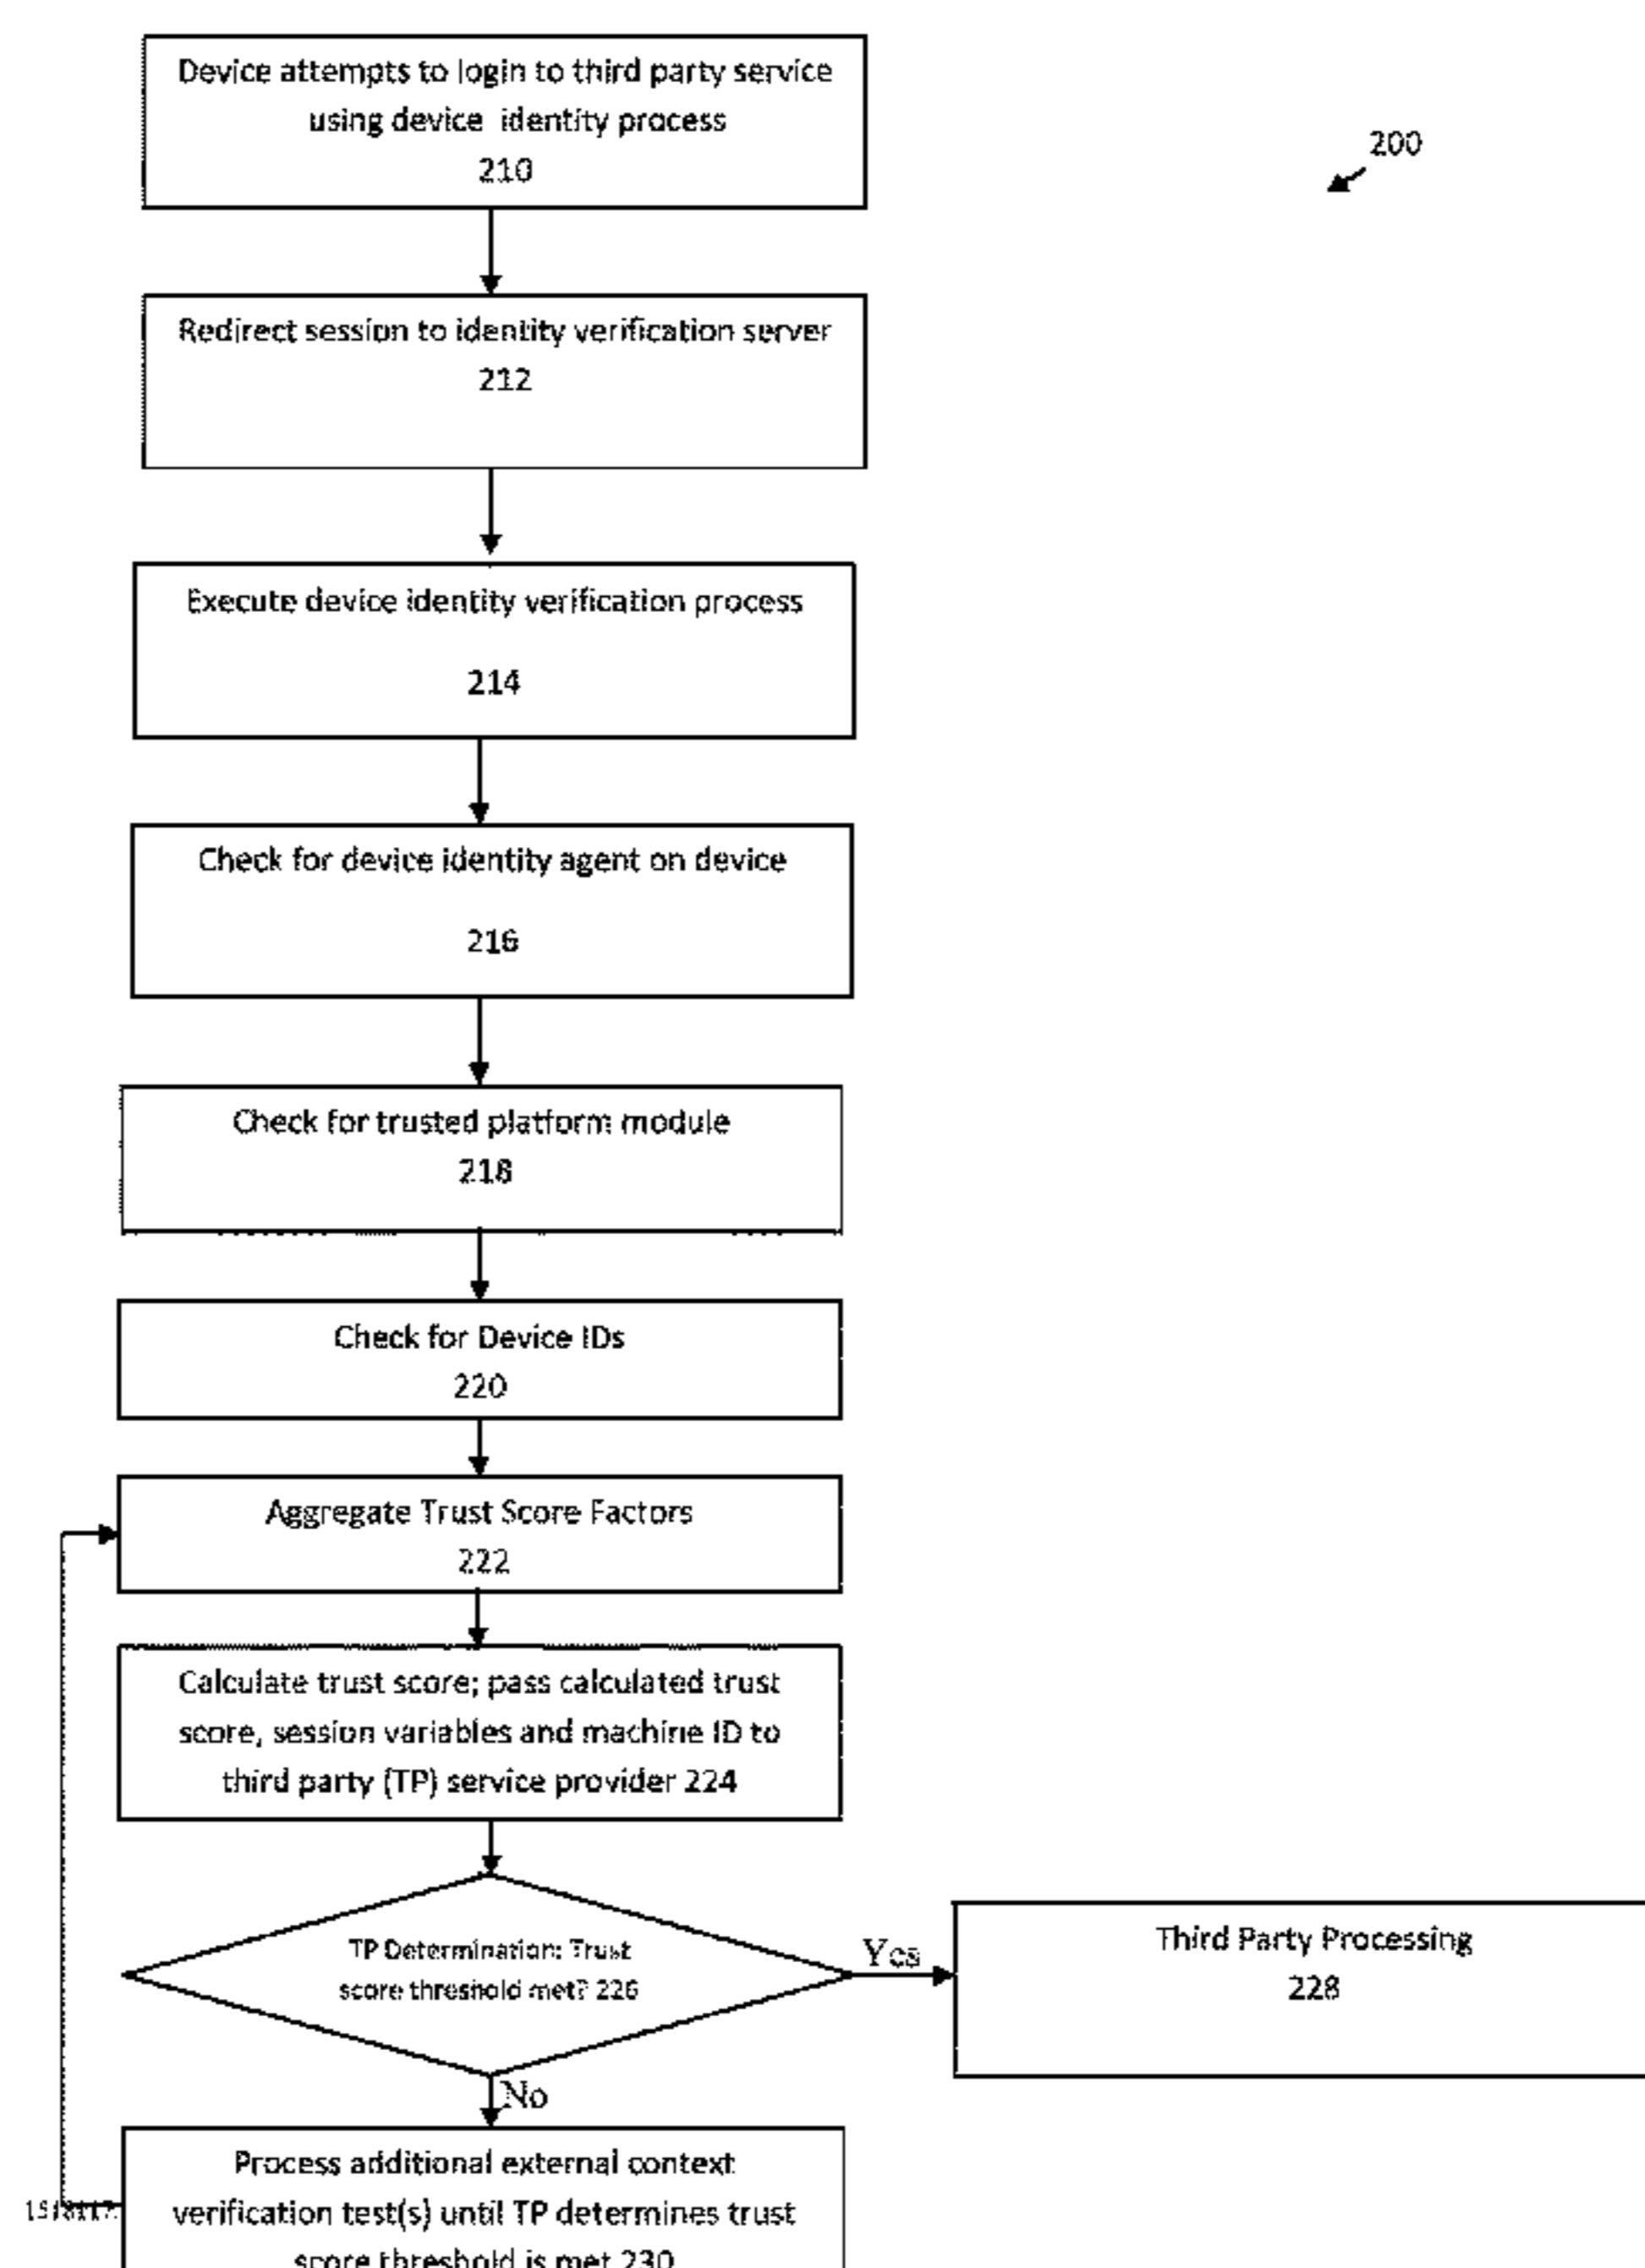 Device attempts to login to third party service
using device identity process
210
200
Redirect session to identity verification server
212
Execute device identity verification process
214
Check for device identity agent on device
216
Check for trusted platform module
218
Check for Device IDs
220
Aggregate Trust Score Factors
222
Calculate trust score; pass calculated trust
score, session variables and machine ID to
third party (TP) service provider 224
TP Determination: Trust
score threshold met? 226
Yes
Third Party Processing
228
No
Process additional external context
verification test(s) until TP determines trust
score threshold is met 230